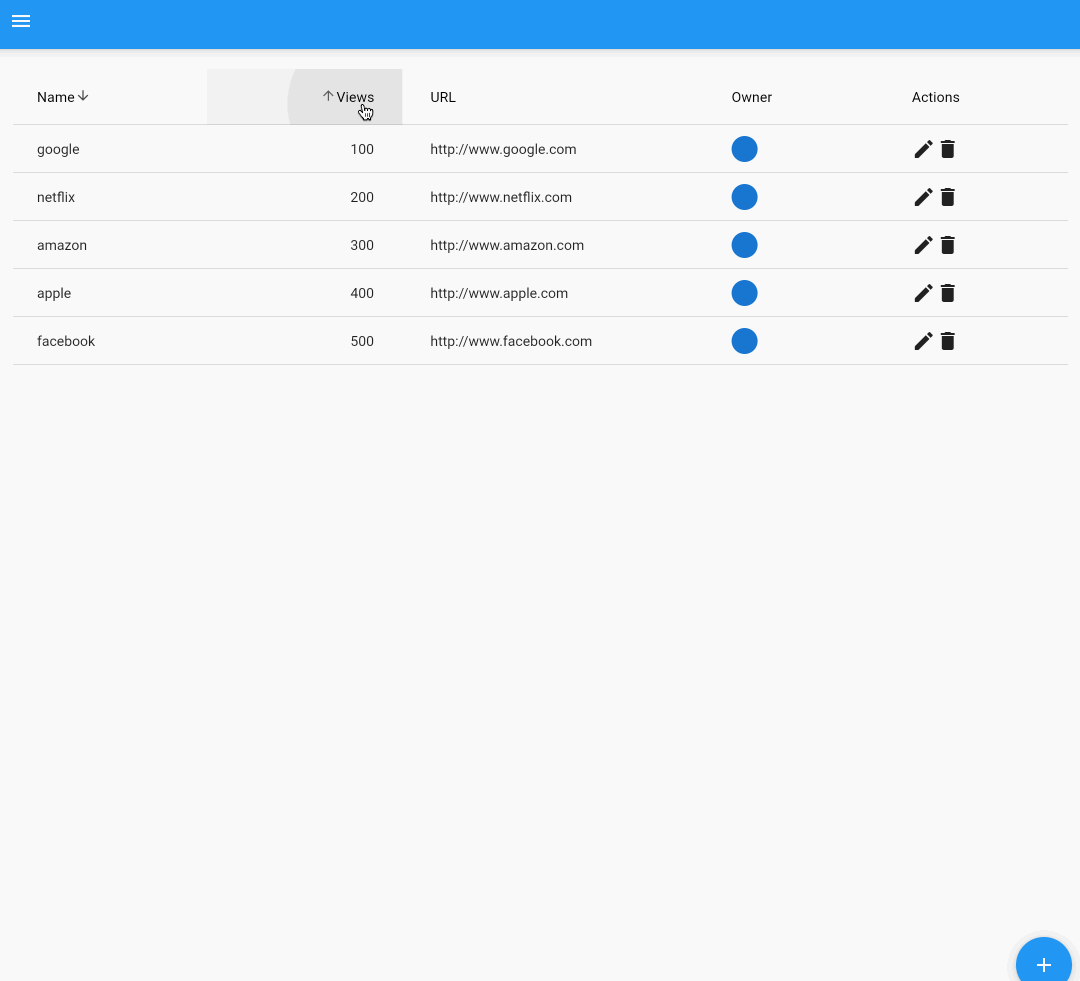 Name Views URL Owner Actions
google 100 http://www.google.com
netflix 200 http://www.netflix.com
amazon 300 http://www.amazon.com
apple 400 http://www.apple.com
facebook 500 http://www.facebook.com